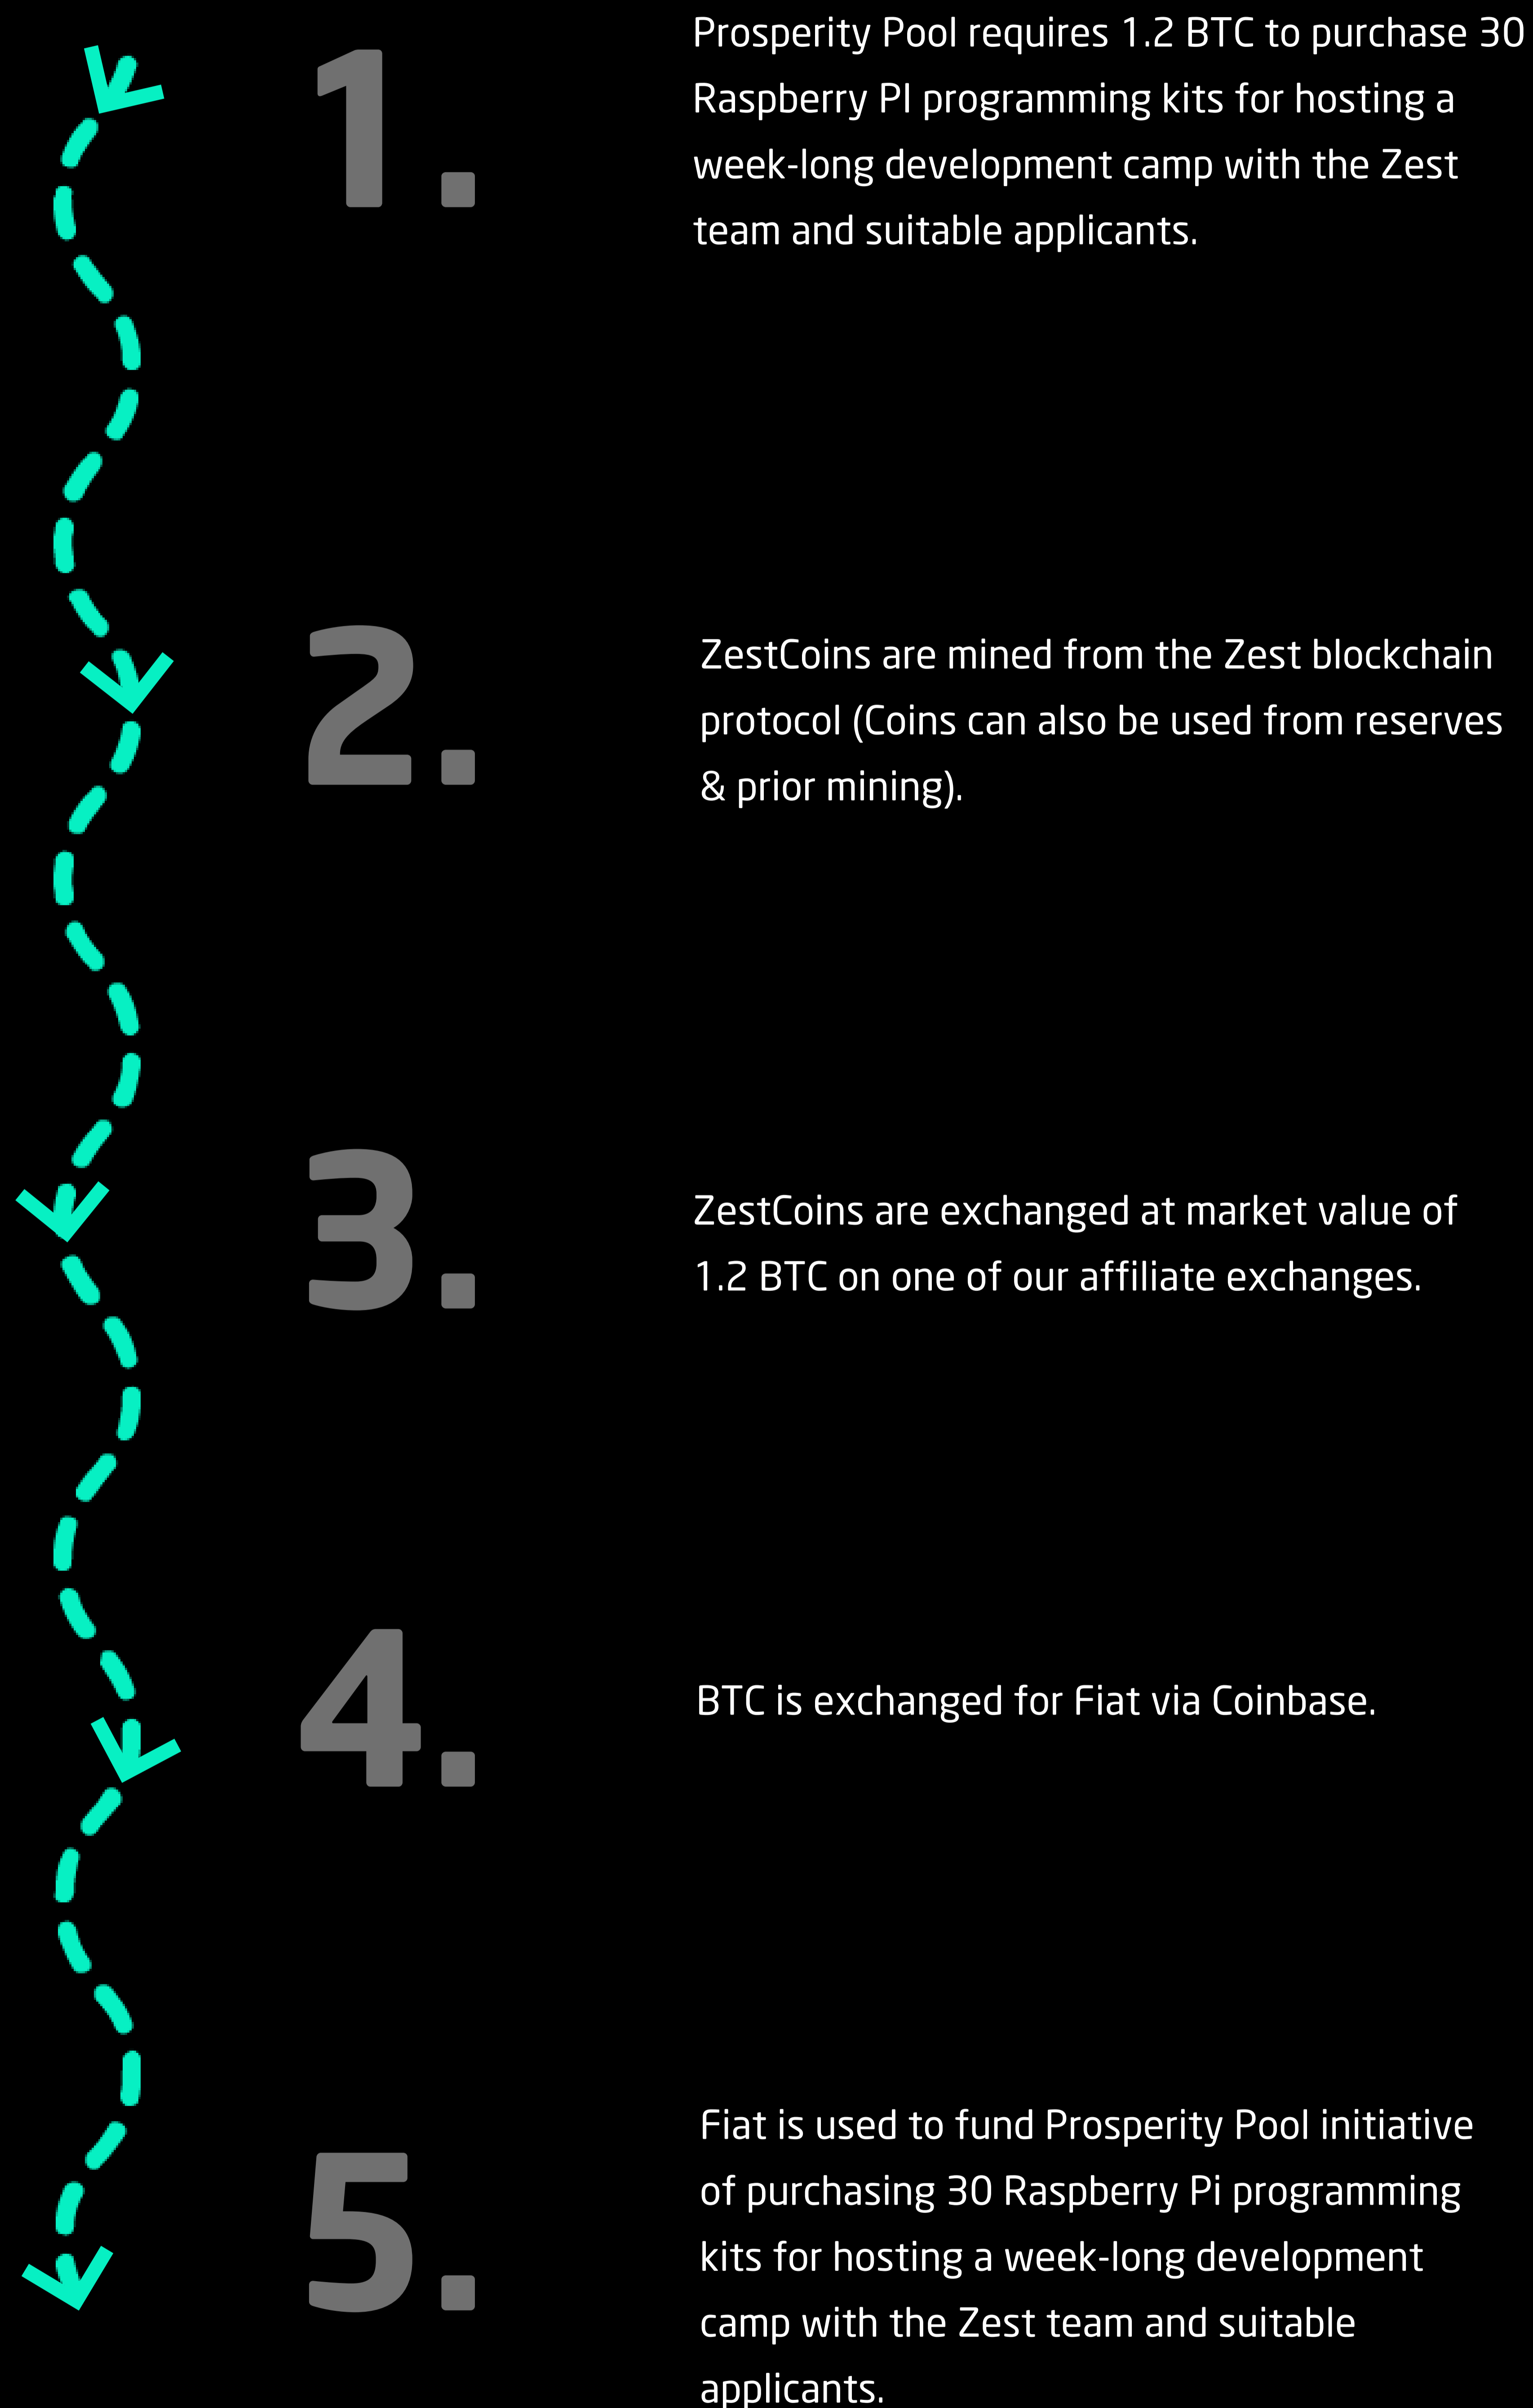 1.
Prosperity Pool requires 1.2 BTC to purchase 30
Raspberry PI programming kits for hosting a
week-long development camp with the Zest
team and suitable applicants.
2.
ZestCoins are mined from the Zest blockchain
protocol (Coins can also be used from reserves
& prior mining).
3.
ZestCoins are exchanged at market value of
1.2 BTC on one of our affiliate exchanges.
4.
BTC is exchanged for Fiat via Coinbase.
5.
Fiat is used to fund Prosperity Pool initiative
of purchasing 30 Raspberry Pi programming
kits for hosting a week-long development
camp with the Zest team and suitable
applicants.